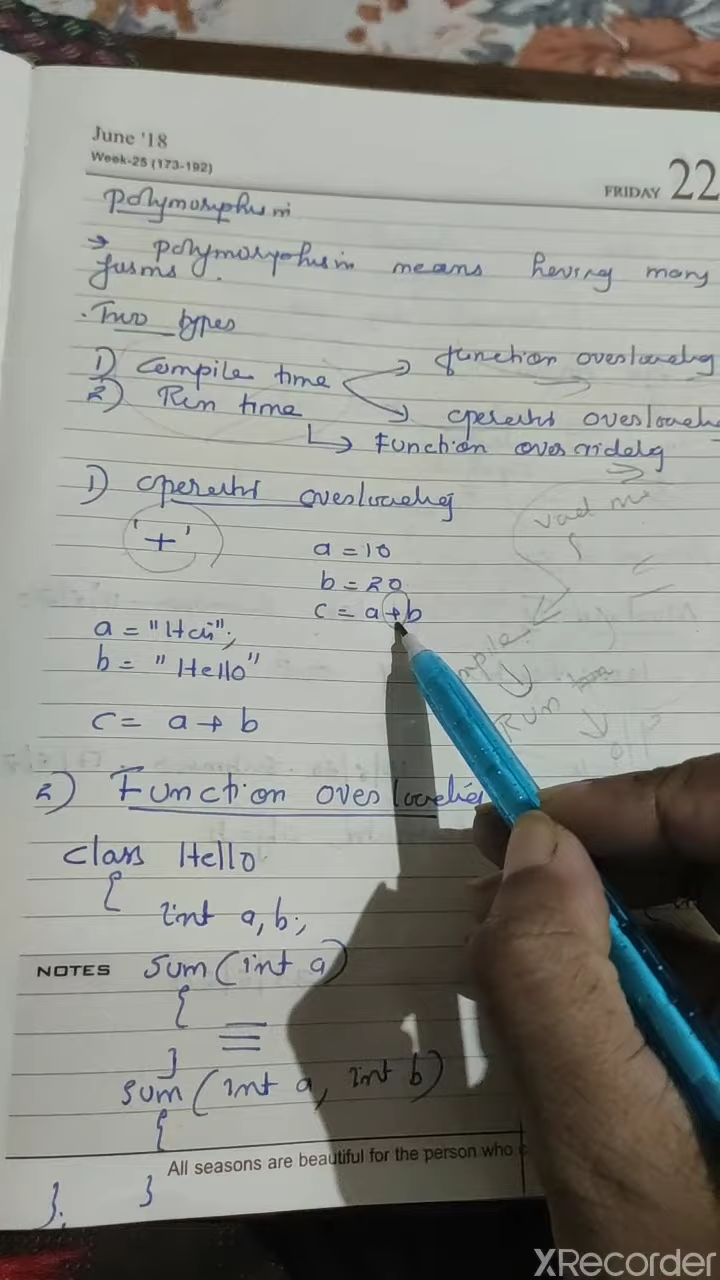 June '18
Week-25 (173-192)
FRIDAY 22
polymorphism
→ polymorphism means having many
forms.
. Two types
1) Compile time → function overloading
2) Run time → operator overloading
↳ Function overriding
1) operator overloading
'+'
a = 10
b = 20
c = a + b
a = "Hai";
b = "Hello"
c = a + b
2) Function overloading
class Hello
{
int a, b;
NOTES sum (int a)
{
}
sum (int a, int b)
{
All seasons are beautiful for the person who
}
};
Run
XRecorder